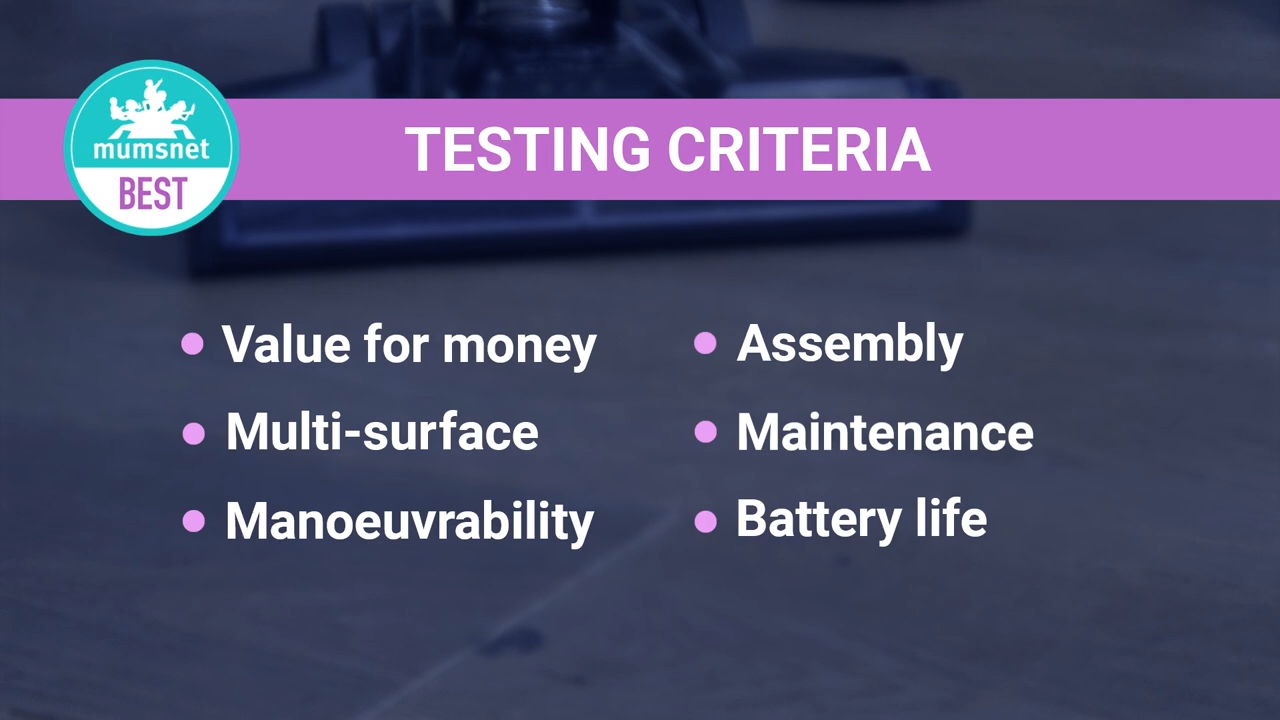 mumsnet
BEST
TESTING CRITERIA
Value for money
Multi-surface
Manoeuvrability
Assembly
Maintenance
Battery life